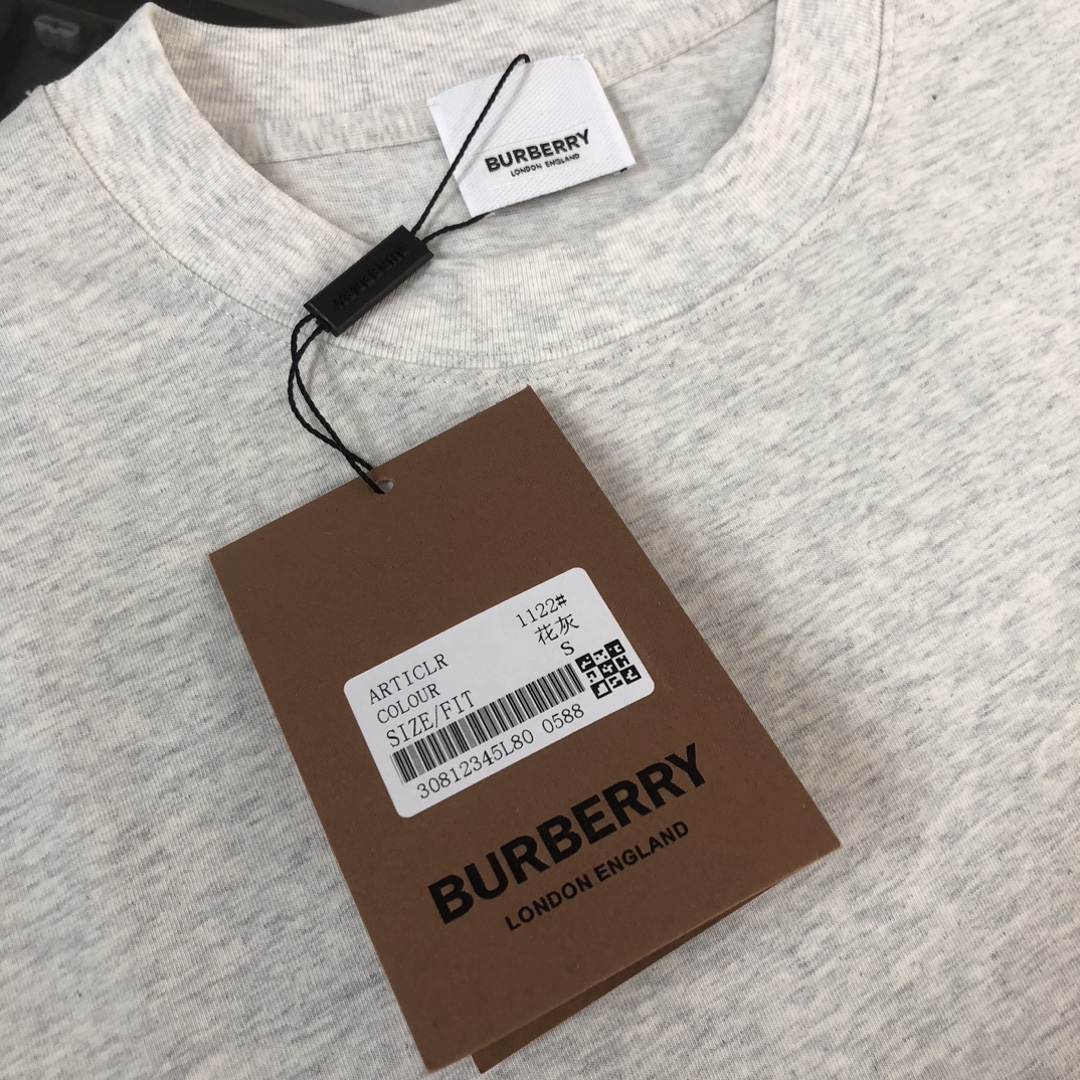 BURBERRY
LONDON ENGLAND
ARTICLR 1122#
COLOUR 花灰
SIZE/FIT S
30812345L80 0588
BURBERRY
LONDON ENGLAND